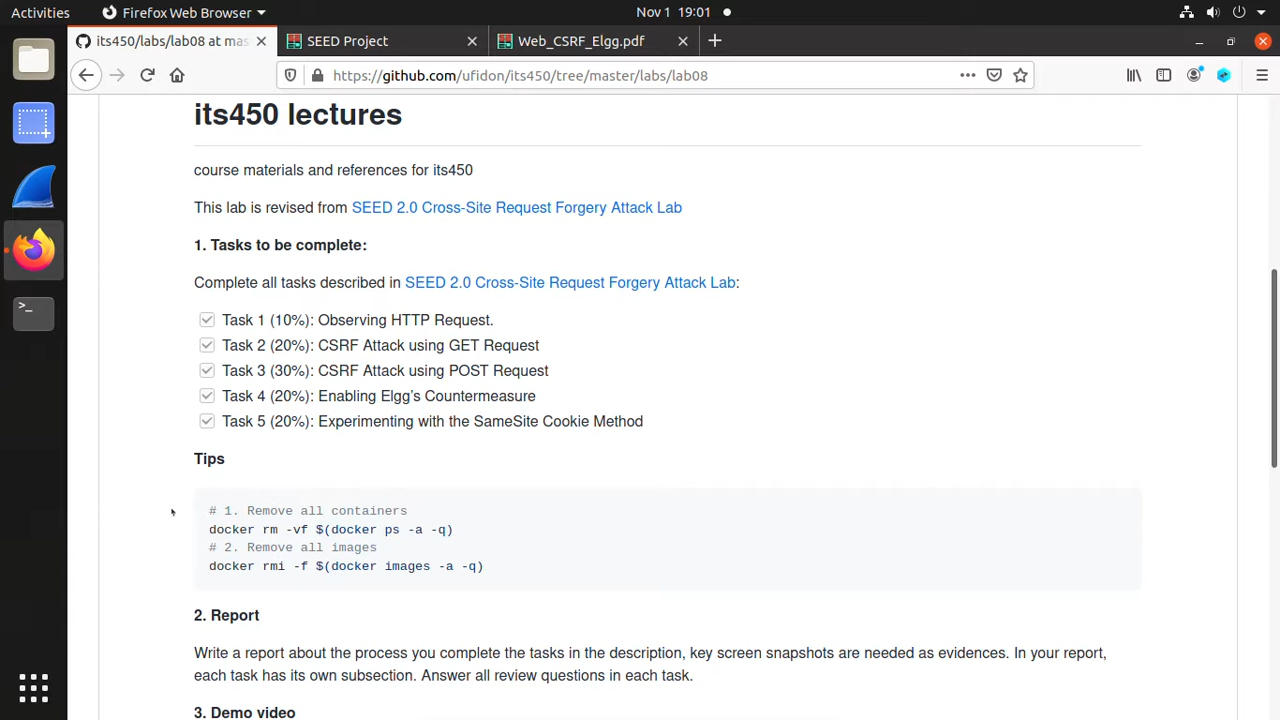 Activities
Firefox Web Browser
Nov 1 19:01
its450/labs/lab08 at mas
SEED Project
Web_CSRF_Elgg.pdf
https://github.com/ufidon/its450/tree/master/labs/lab08
its450 lectures
course materials and references for its450
This lab is revised from SEED 2.0 Cross-Site Request Forgery Attack Lab
1. Tasks to be complete:
Complete all tasks described in SEED 2.0 Cross-Site Request Forgery Attack Lab:
Task 1 (10%): Observing HTTP Request.
Task 2 (20%): CSRF Attack using GET Request
Task 3 (30%): CSRF Attack using POST Request
Task 4 (20%): Enabling Elgg’s Countermeasure
Task 5 (20%): Experimenting with the SameSite Cookie Method
Tips
# 1. Remove all containers
docker rm -vf $(docker ps -a -q)
# 2. Remove all images
docker rmi -f $(docker images -a -q)
2. Report
Write a report about the process you complete the tasks in the description, key screen snapshots are needed as evidences. In your report,
each task has its own subsection. Answer all review questions in each task.
3. Demo video